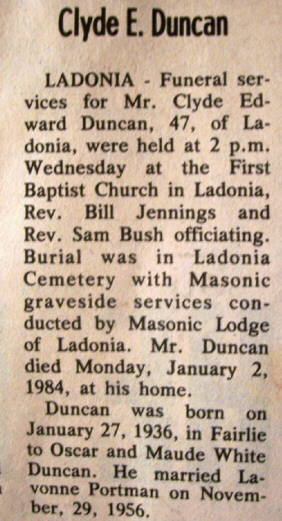 Clyde E. Duncan
LADONIA - Funeral ser-
vices for Mr. Clyde Ed-
ward Duncan, 47, of La-
donia, were held at 2 p.m.
Wednesday at the First
Baptist Church in Ladonia,
Rev. Bill Jennings and
Rev. Sam Bush officiating.
Burial was in Ladonia
Cemetery with Masonic
graveside services con-
ducted by Masonic Lodge
of Ladonia. Mr. Duncan
died Monday, January 2,
1984, at his home.
Duncan was born on
January 27, 1936, in Fairlie
to Oscar and Maude White
Duncan. He married La-
vonne Portman on Novem-
ber, 29, 1956.